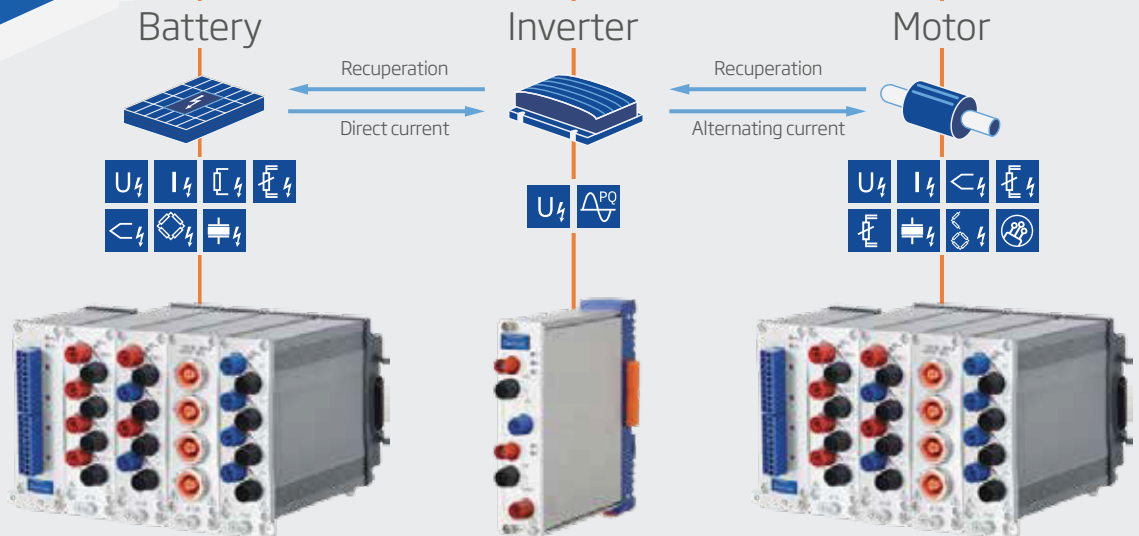 Battery
Inverter
Motor
Recuperation
Recuperation
Direct current
Alternating current
U
I
U
PQ
U
I